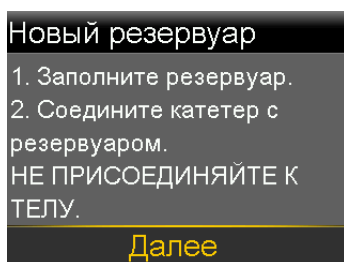 Новый резервуар
1. Заполните резервуар.
2. Соедините катетер с
резервуаром.
НЕ ПРИСОЕДИНЯЙТЕ К
ТЕЛУ.
Далее